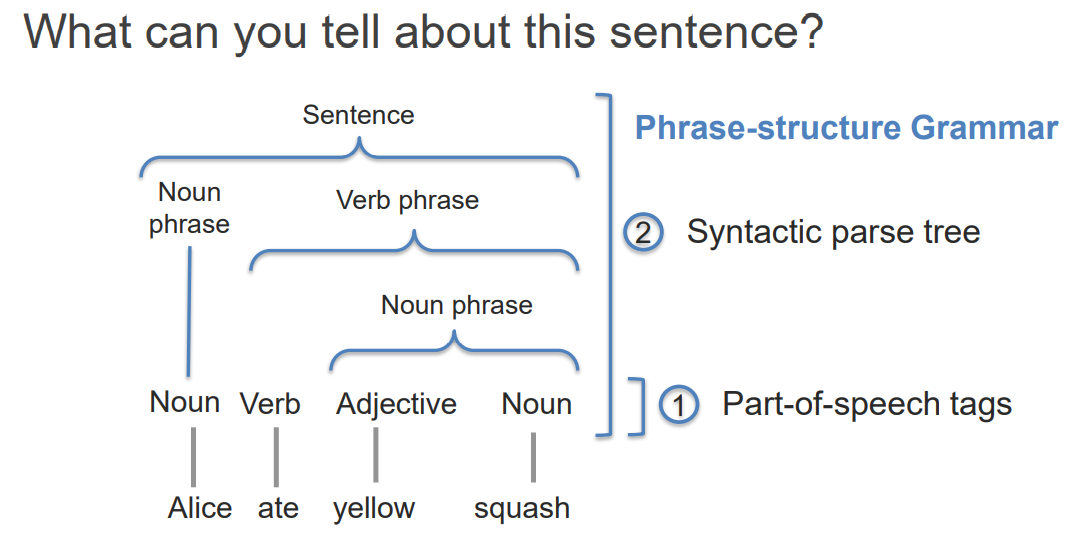 What can you tell about this sentence?
Sentence
Phrase-structure Grammar
Noun
phrase
Verb phrase
2 Syntactic parse tree
Noun phrase
Noun Verb Adjective Noun
1 Part-of-speech tags
Alice ate yellow squash